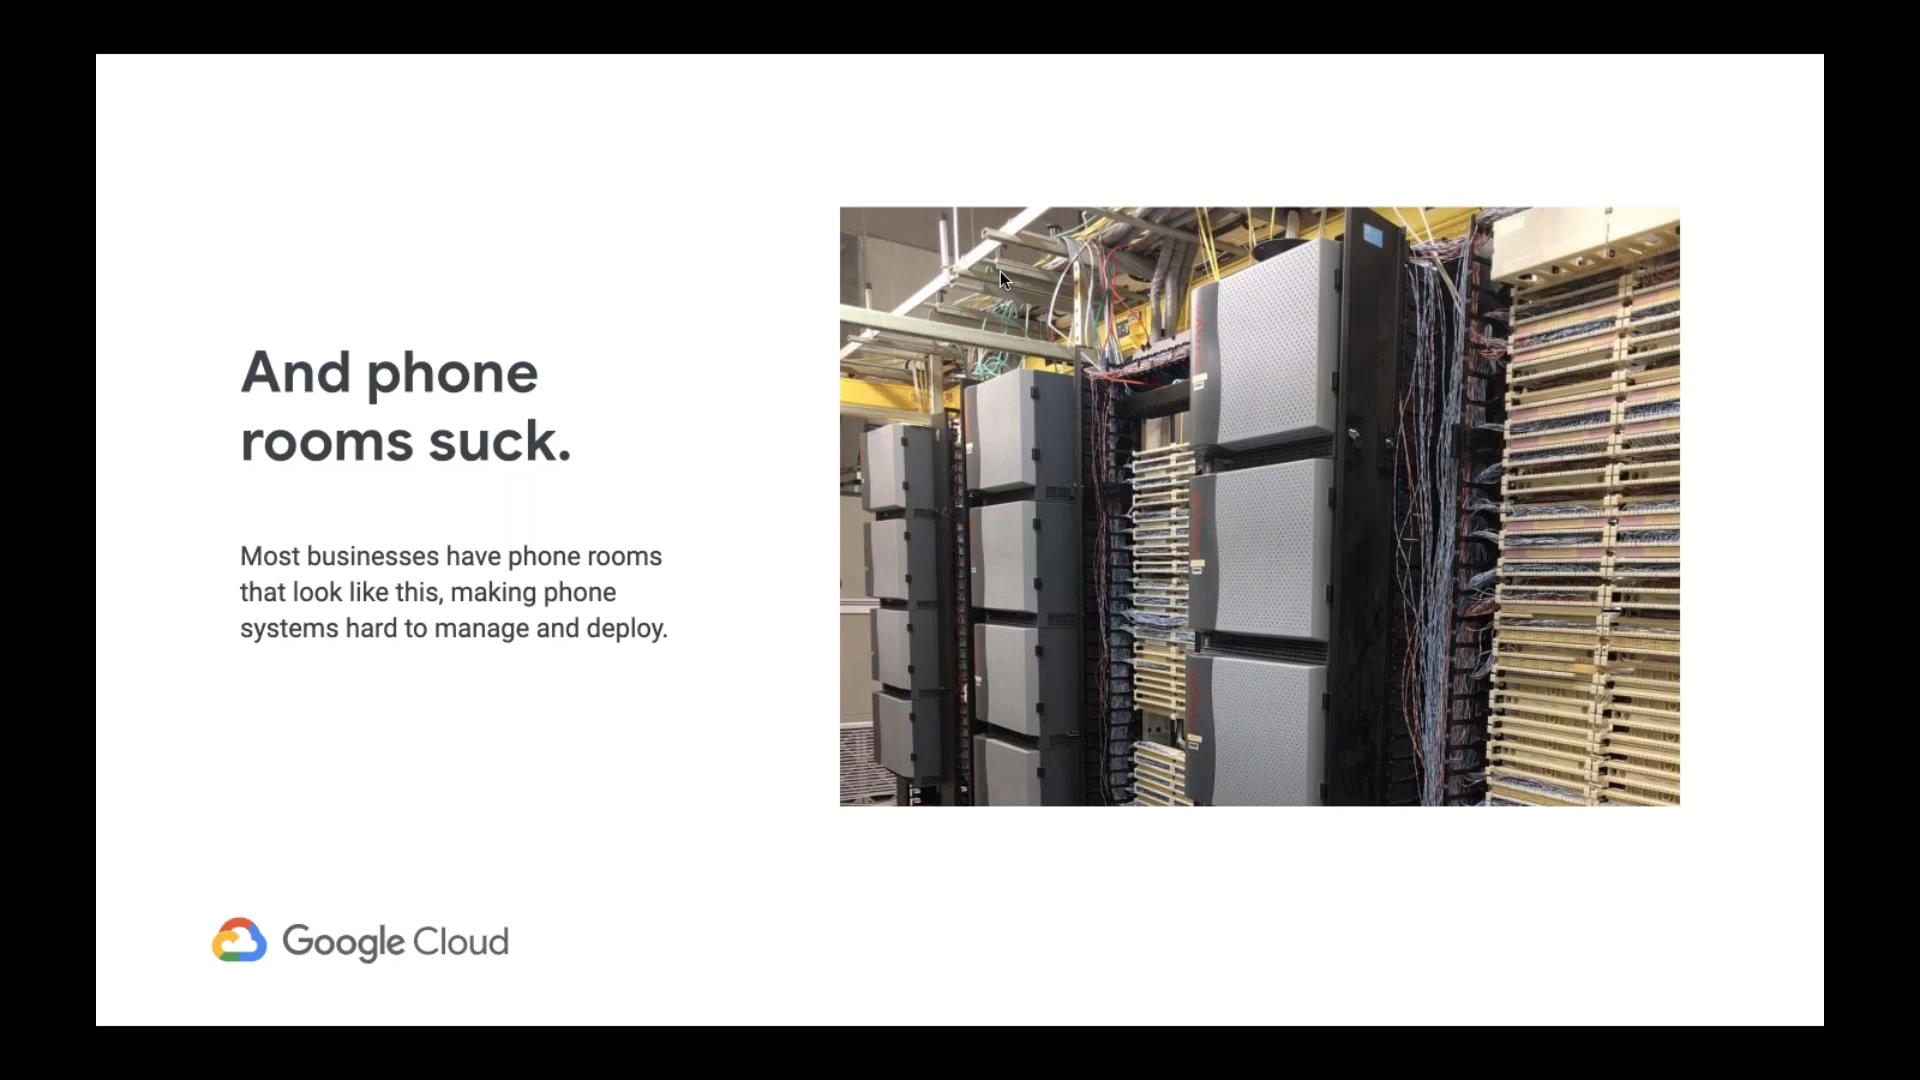 And phone
rooms suck.
Most businesses have phone rooms
that look like this, making phone
systems hard to manage and deploy.
Google Cloud